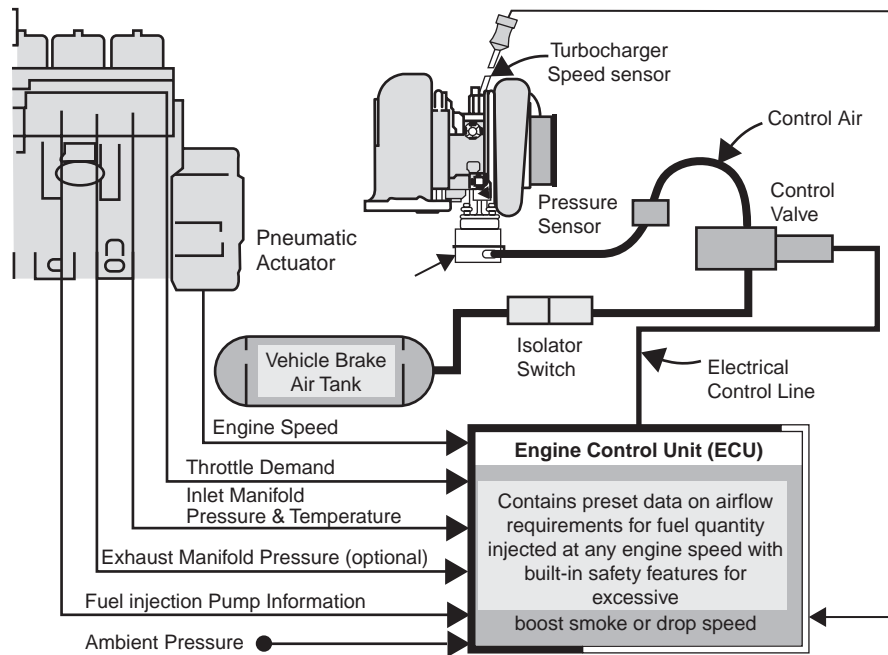 Turbocharger
Speed sensor
Control Air
Control
Valve
Pressure
Sensor
Pneumatic
Actuator
Vehicle Brake
Air Tank
Isolator
Switch
Electrical
Control Line
Engine Speed
Throttle Demand
Inlet Manifold
Pressure & Temperature
Exhaust Manifold Pressure (optional)
Fuel injection Pump Information
Ambient Pressure
Engine Control Unit (ECU)
Contains preset data on airflow
requirements for fuel quantity
injected at any engine speed with
built-in safety features for
excessive
boost smoke or drop speed